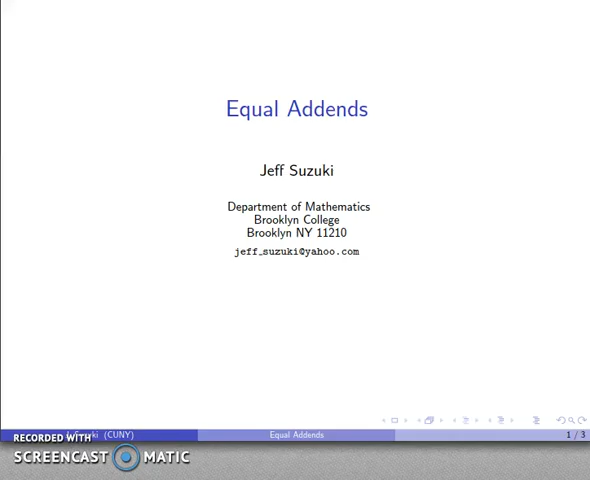 Equal Addends
Jeff Suzuki
Department of Mathematics
Brooklyn College
Brooklyn NY 11210
jeff_suzuki@yahoo.com
(CUNY)
Equal Addends
1 / 3
RECORDED WITH
SCREENCAST MATIC